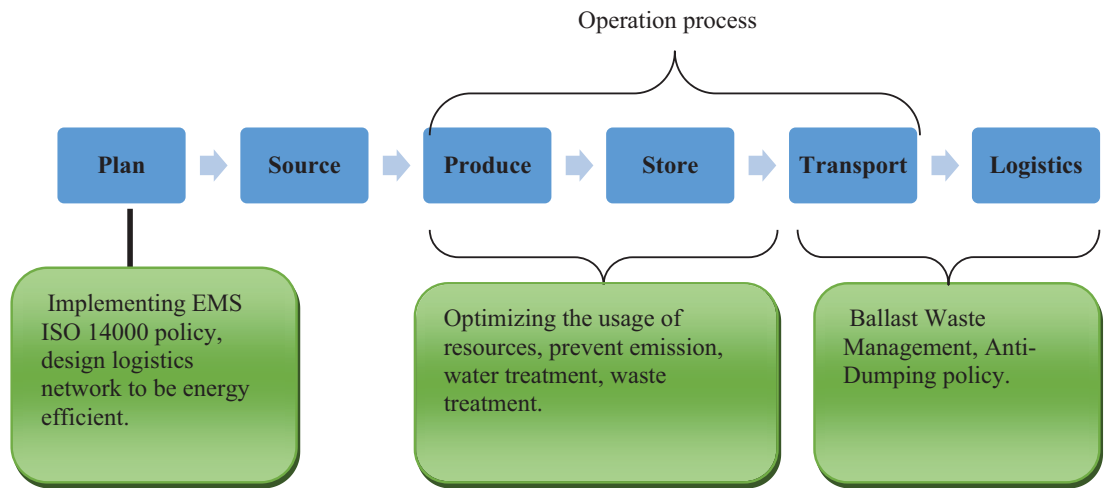 Operation process
Plan
Source
Produce
Store
Transport
Logistics
Implementing EMS
ISO 14000 policy,
design logistics
network to be energy
efficient.
Optimizing the usage of
resources, prevent emission,
water treatment, waste
treatment.
Ballast Waste
Management, Anti-
Dumping policy.